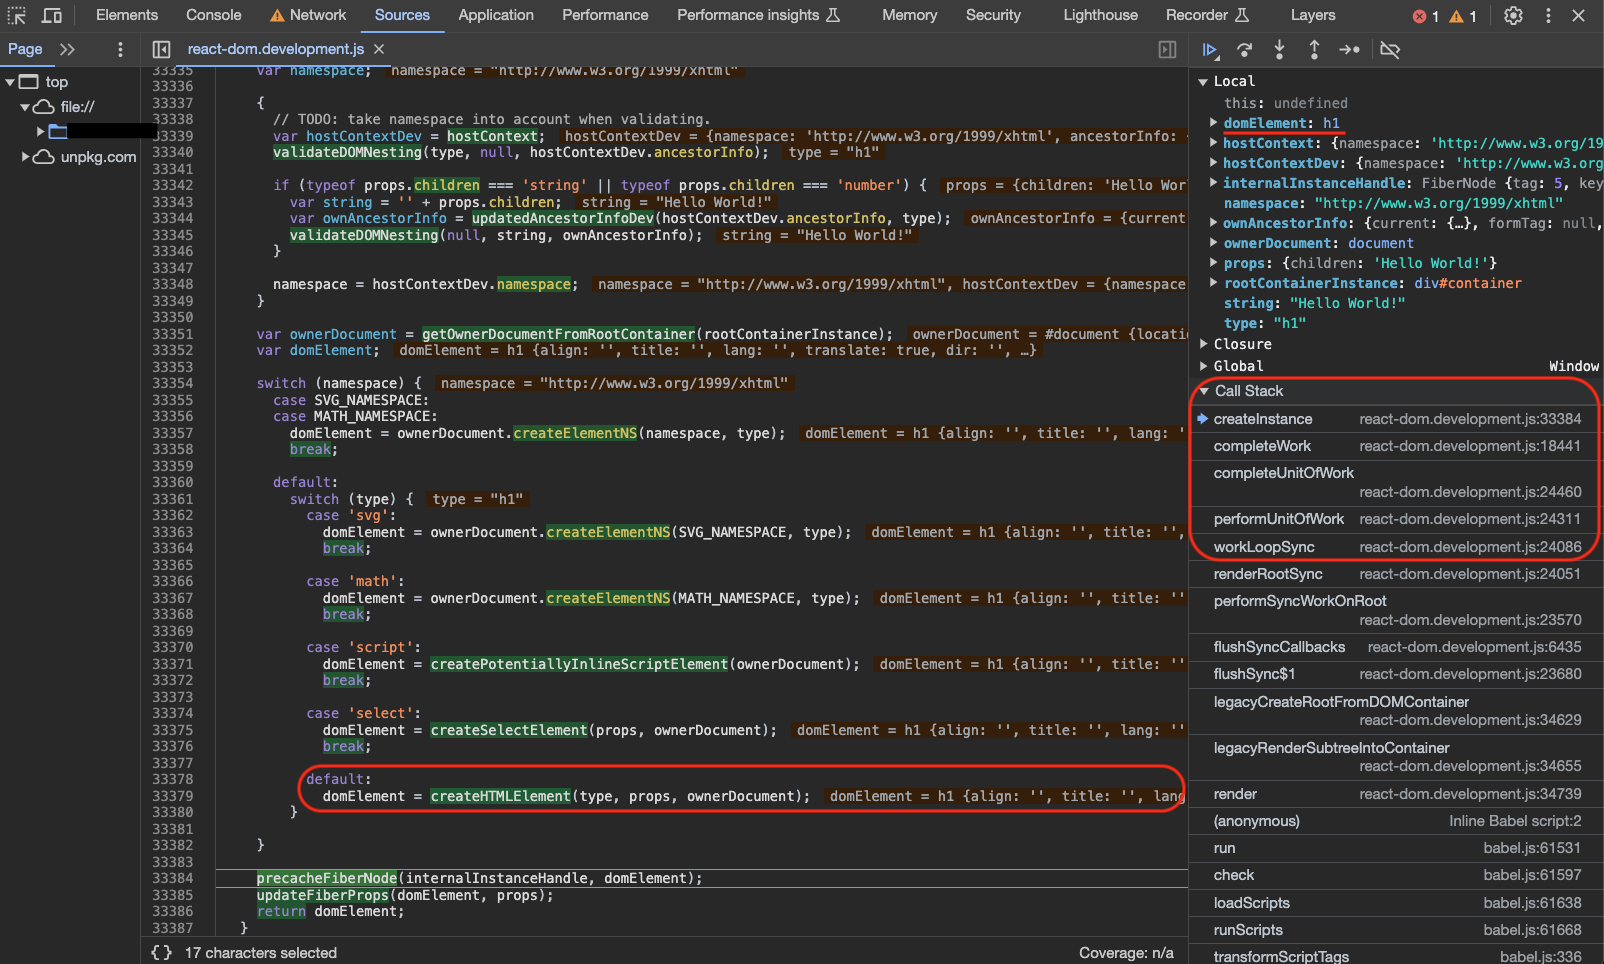 Elements Console Network Sources Application Performance Performance insights Memory Security Lighthouse Recorder Layers 1 1
Page
react-dom.development.js
top
file://
unpkg.com
33335 var namespace; namespace = "http://www.w3.org/1999/xhtml"
33336
33337 {
33338 // TODO: take namespace into account when validating.
33339 var hostContextDev = hostContext; hostContextDev = {namespace: 'http://www.w3.org/1999/xhtml', ancestorInfo:
33340 validateDOMNesting(type, null, hostContextDev.ancestorInfo); type = "h1"
33341
33342 if (typeof props.children === 'string' || typeof props.children === 'number') { props = {children: 'Hello Wor
33343 var string = '' + props.children; string = "Hello World!"
33344 var ownAncestorInfo = updatedAncestorInfoDev(hostContextDev.ancestorInfo, type); ownAncestorInfo = {current
33345 validateDOMNesting(null, string, ownAncestorInfo); string = "Hello World!"
33346 }
33347
33348 namespace = hostContextDev.namespace; namespace = "http://www.w3.org/1999/xhtml", hostContextDev = {namespace
33349 }
33350
33351 var ownerDocument = getOwnerDocumentFromRootContainer(rootContainerInstance); ownerDocument = #document {locatio
33352 var domElement; domElement = h1 {align: '', title: '', lang: '', translate: true, dir: '', …}
33353
33354 switch (namespace) { namespace = "http://www.w3.org/1999/xhtml"
33355 case SVG_NAMESPACE:
33356 case MATH_NAMESPACE:
33357 domElement = ownerDocument.createElementNS(namespace, type); domElement = h1 {align: '', title: '', lang: '
33358 break;
33359
33360 default:
33361 switch (type) { type = "h1"
33362 case 'svg':
33363 domElement = ownerDocument.createElementNS(SVG_NAMESPACE, type); domElement = h1 {align: '', title: '',
33364 break;
33365
33366 case 'math':
33367 domElement = ownerDocument.createElementNS(MATH_NAMESPACE, type); domElement = h1 {align: '', title: ''
33368 break;
33369
33370 case 'script':
33371 domElement = createPotentiallyInlineScriptElement(ownerDocument); domElement = h1 {align: '', title: ''
33372 break;
33373
33374 case 'select':
33375 domElement = createSelectElement(props, ownerDocument); domElement = h1 {align: '', title: '', lang: ''
33376 break;
33377
33378 default:
33379 domElement = createHTMLElement(type, props, ownerDocument); domElement = h1 {align: '', title: '', lang
33380 }
33381
33382 }
33383
33384 precacheFiberNode(internalInstanceHandle, domElement);
33385 updateFiberProps(domElement, props);
33386 return domElement;
33387 }
{} 17 characters selected Coverage: n/a
Local
this: undefined
domElement: h1
hostContext: {namespace: 'http://www.w3.org/19
hostContextDev: {namespace: 'http://www.w3.org
internalInstanceHandle: FiberNode {tag: 5, key
namespace: "http://www.w3.org/1999/xhtml"
ownAncestorInfo: {current: {…}, formTag: null,
ownerDocument: document
props: {children: 'Hello World!'}
rootContainerInstance: div#container
string: "Hello World!"
type: "h1"
Closure
Global Window
Call Stack
createInstance react-dom.development.js:33384
completeWork react-dom.development.js:18441
completeUnitOfWork
react-dom.development.js:24460
performUnitOfWork react-dom.development.js:24311
workLoopSync react-dom.development.js:24086
renderRootSync react-dom.development.js:24051
performSyncWorkOnRoot
react-dom.development.js:23570
flushSyncCallbacks react-dom.development.js:6435
flushSync$1 react-dom.development.js:23680
legacyCreateRootFromDOMContainer
react-dom.development.js:34629
legacyRenderSubtreeIntoContainer
react-dom.development.js:34655
render react-dom.development.js:34739
(anonymous) Inline Babel script:2
run babel.js:61531
check babel.js:61597
loadScripts babel.js:61638
runScripts babel.js:61668
transformScriptTags babel.js:336